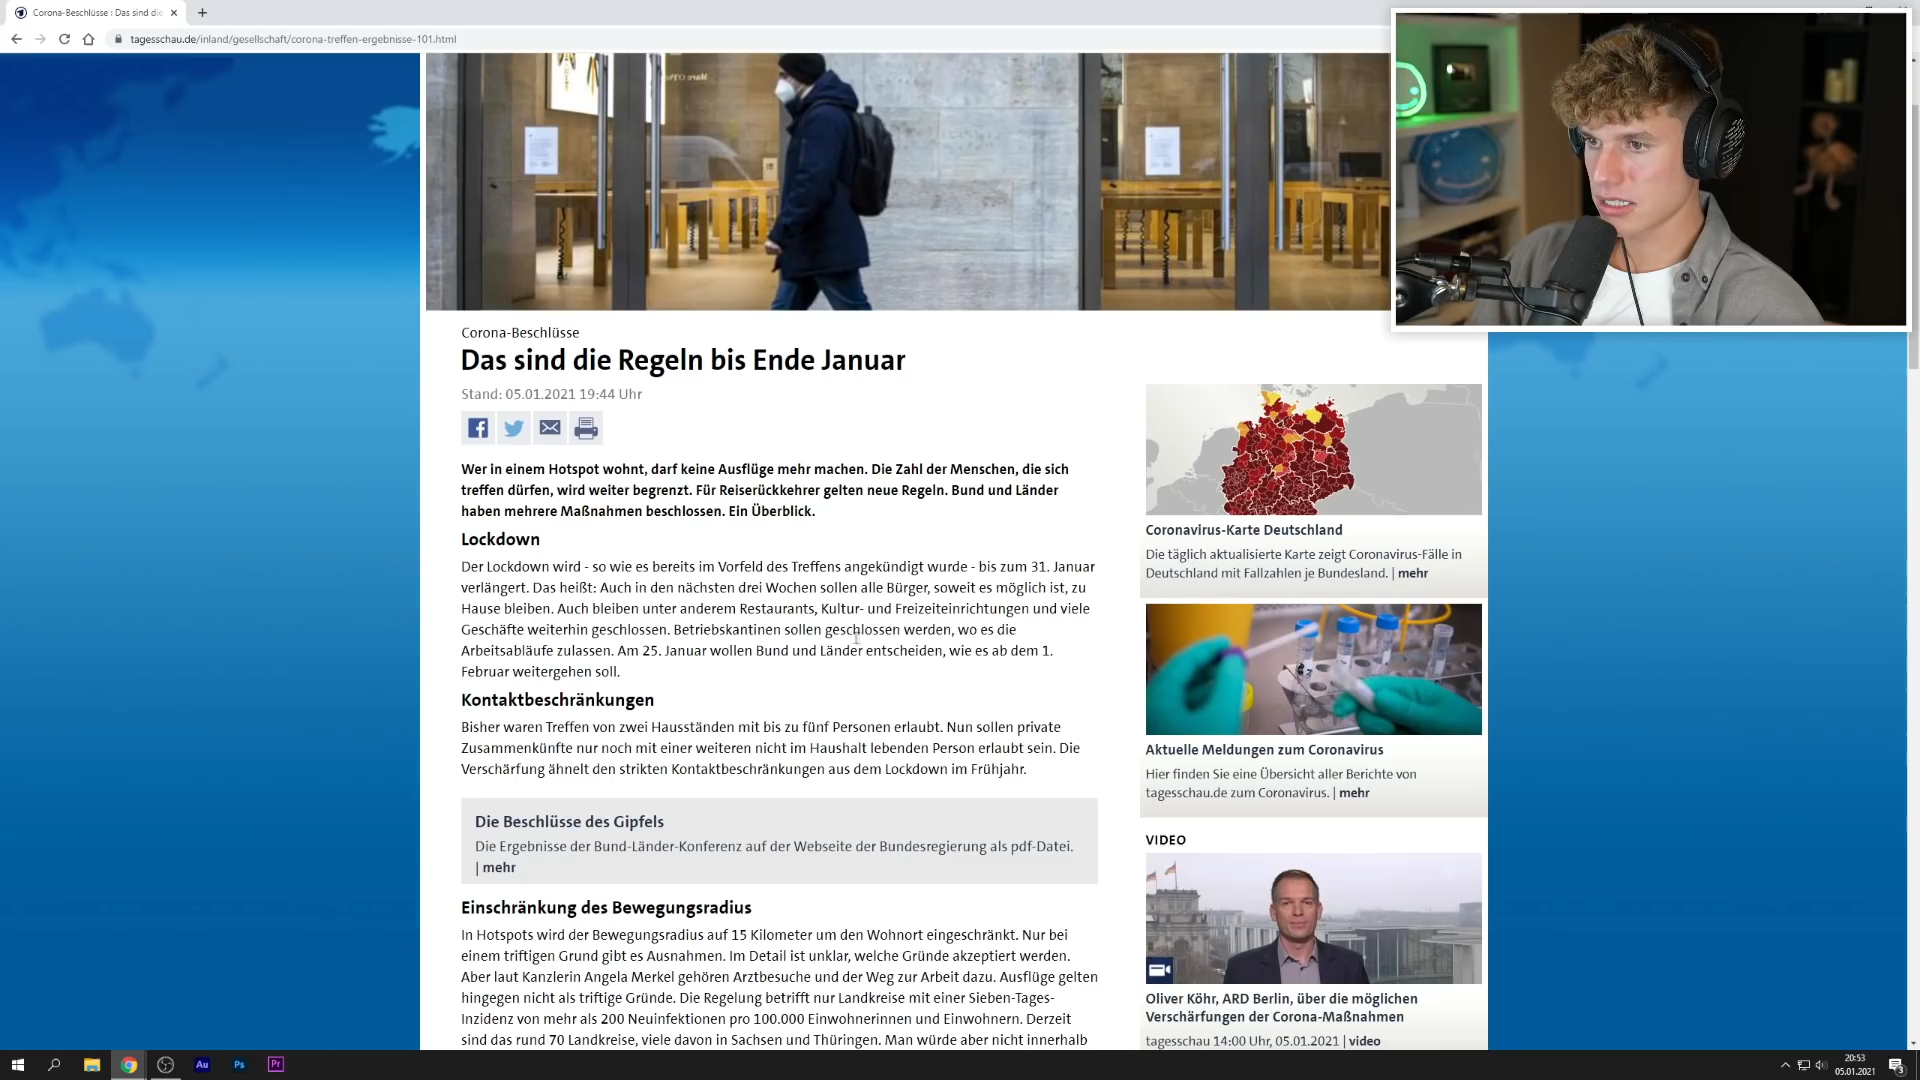 Corona-Beschlüsse : Das sind die
tagesschau.de/inland/gesellschaft/corona-treffen-ergebnisse-101.html
Corona-Beschlüsse
Das sind die Regeln bis Ende Januar
Stand: 05.01.2021 19:44 Uhr
Wer in einem Hotspot wohnt, darf keine Ausflüge mehr machen. Die Zahl der Menschen, die sich
treffen dürfen, wird weiter begrenzt. Für Reiserückkehrer gelten neue Regeln. Bund und Länder
haben mehrere Maßnahmen beschlossen. Ein Überblick.
Lockdown
Der Lockdown wird - so wie es bereits im Vorfeld des Treffens angekündigt wurde - bis zum 31. Januar
verlängert. Das heißt: Auch in den nächsten drei Wochen sollen alle Bürger, soweit es möglich ist, zu
Hause bleiben. Auch bleiben unter anderem Restaurants, Kultur- und Freizeiteinrichtungen und viele
Geschäfte weiterhin geschlossen. Betriebskantinen sollen geschlossen werden, wo es die
Arbeitsabläufe zulassen. Am 25. Januar wollen Bund und Länder entscheiden, wie es ab dem 1.
Februar weitergehen soll.
Kontaktbeschränkungen
Bisher waren Treffen von zwei Hausständen mit bis zu fünf Personen erlaubt. Nun sollen private
Zusammenkünfte nur noch mit einer weiteren nicht im Haushalt lebenden Person erlaubt sein. Die
Verschärfung ähnelt den strikten Kontaktbeschränkungen aus dem Lockdown im Frühjahr.
Die Beschlüsse des Gipfels
Die Ergebnisse der Bund-Länder-Konferenz auf der Webseite der Bundesregierung als pdf-Datei.
| mehr
Einschränkung des Bewegungsradius
In Hotspots wird der Bewegungsradius auf 15 Kilometer um den Wohnort eingeschränkt. Nur bei
einem triftigen Grund gibt es Ausnahmen. Im Detail ist unklar, welche Gründe akzeptiert werden.
Aber laut Kanzlerin Angela Merkel gehören Arztbesuche und der Weg zur Arbeit dazu. Ausflüge gelten
hingegen nicht als triftige Gründe. Die Regelung betrifft nur Landkreise mit einer Sieben-Tages-
Inzidenz von mehr als 200 Neuinfektionen pro 100.000 Einwohnerinnen und Einwohnern. Derzeit
sind das rund 70 Landkreise, viele davon in Sachsen und Thüringen. Man würde aber nicht innerhalb
Coronavirus-Karte Deutschland
Die täglich aktualisierte Karte zeigt Coronavirus-Fälle in
Deutschland mit Fallzahlen je Bundesland. | mehr
Aktuelle Meldungen zum Coronavirus
Hier finden Sie eine Übersicht aller Berichte von
tagesschau.de zum Coronavirus. | mehr
VIDEO
Oliver Köhr, ARD Berlin, über die möglichen
Verschärfungen der Corona-Maßnahmen
tagesschau 14:00 Uhr, 05.01.2021 | video
Au
Ps
Pr
20:53
05.01.2021
3